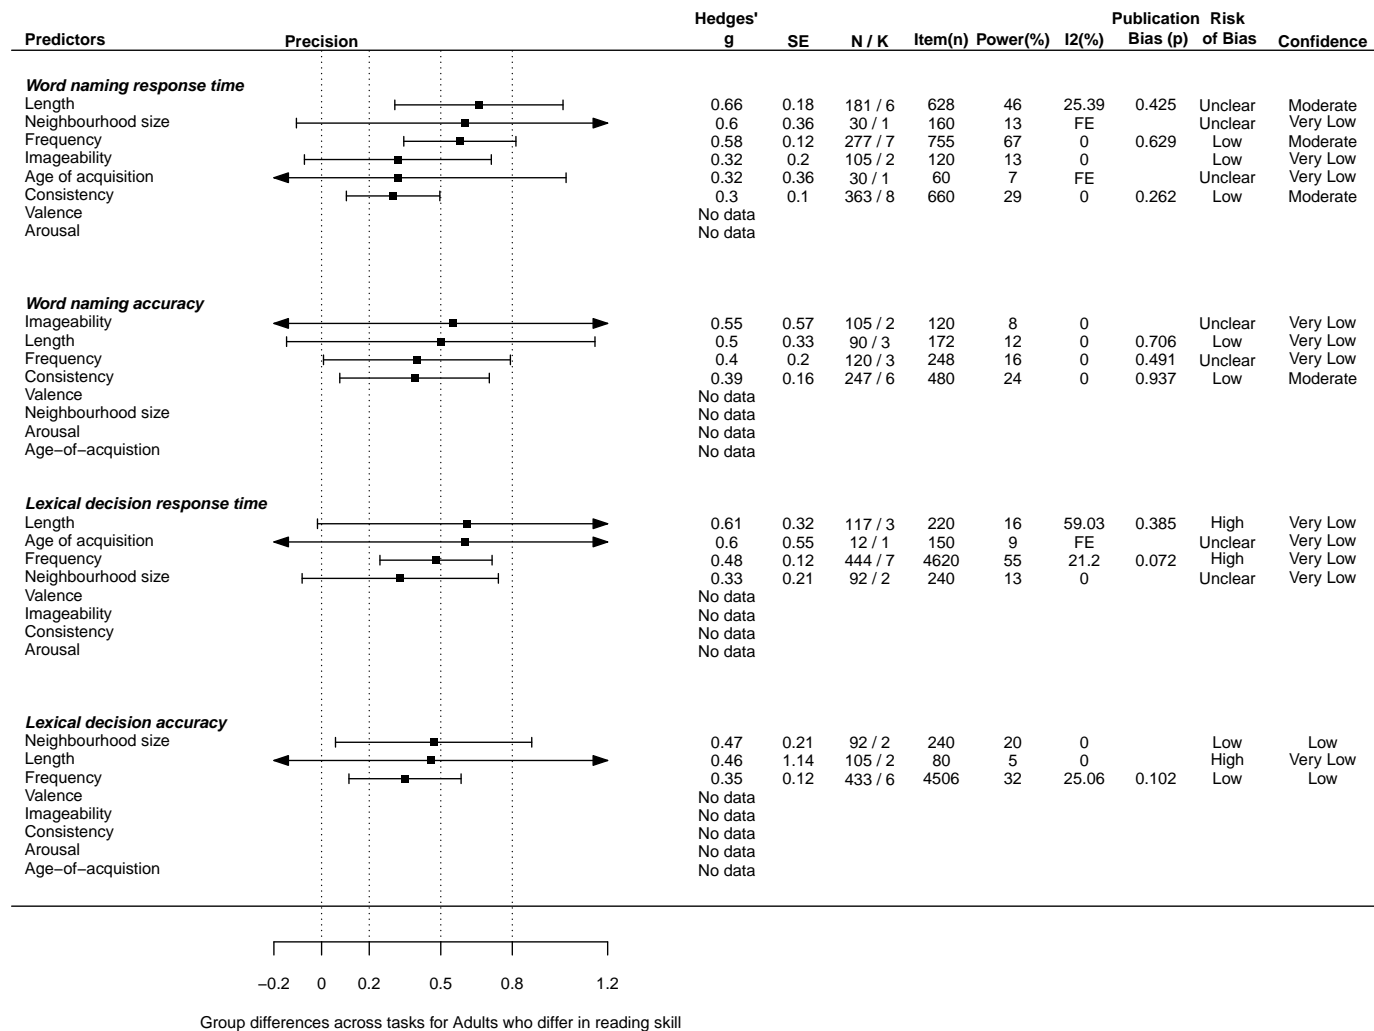 Hedges' Publication Risk
Predictors Precision g SE N / K Item(n) Power(%) I2(%) Bias (p) of Bias Confidence
Word naming response time
Length 0.66 0.18 181 / 6 628 46 25.39 0.425 Unclear Moderate
Neighbourhood size 0.6 0.36 30 / 1 160 13 FE Unclear Very Low
Frequency 0.58 0.12 277 / 7 755 67 0 0.629 Low Moderate
Imageability 0.32 0.2 105 / 2 120 13 0 Low Very Low
Age of acquisition 0.32 0.36 30 / 1 60 7 FE Unclear Very Low
Consistency 0.3 0.1 363 / 8 660 29 0 0.262 Low Moderate
Valence No data
Arousal No data
Word naming accuracy
Imageability 0.55 0.57 105 / 2 120 8 0 Unclear Very Low
Length 0.5 0.33 90 / 3 172 12 0 0.706 Low Very Low
Frequency 0.4 0.2 120 / 3 248 16 0 0.491 Unclear Very Low
Consistency 0.39 0.16 247 / 6 480 24 0 0.937 Low Moderate
Valence No data
Neighbourhood size No data
Arousal No data
Age−of−acquistion No data
Lexical decision response time
Length 0.61 0.32 117 / 3 220 16 59.03 0.385 High Very Low
Age of acquisition 0.6 0.55 12 / 1 150 9 FE Unclear Very Low
Frequency 0.48 0.12 444 / 7 4620 55 21.2 0.072 High Very Low
Neighbourhood size 0.33 0.21 92 / 2 240 13 0 Unclear Very Low
Valence No data
Imageability No data
Consistency No data
Arousal No data
Lexical decision accuracy
Neighbourhood size 0.47 0.21 92 / 2 240 20 0 Low Low
Length 0.46 1.14 105 / 2 80 5 0 High Very Low
Frequency 0.35 0.12 433 / 6 4506 32 25.06 0.102 Low Low
Valence No data
Imageability No data
Consistency No data
Arousal No data
Age−of−acquistion No data
−0.2 0 0.2 0.5 0.8 1.2
Group differences across tasks for Adults who differ in reading skill